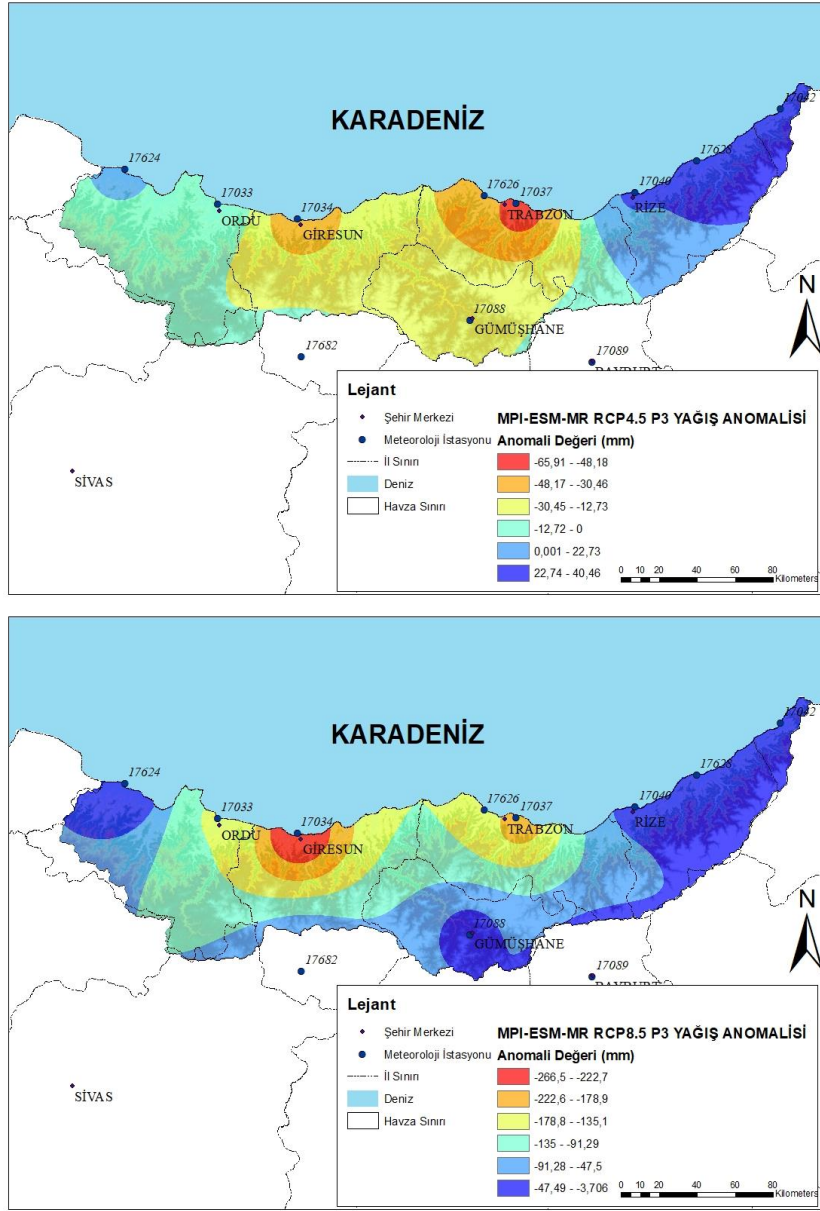 KARADENİZ
17042
17628
17624
17040
RİZE
17033
ORDU
17626
17037
TRABZON
17034
GİRESUN
N
17088
GÜMÜŞHANE
17682
17089
SİVAS
Lejant
Şehir Merkezi
Meteoroloji İstasyonu
İl Sınırı
Deniz
Havza Sınırı
MPI-ESM-MR RCP4.5 P3 YAĞIŞ ANOMALİSİ
Anomali Değeri (mm)
-65,91 - -48,18
-48,17 - -30,46
-30,45 - -12,73
-12,72 - 0
0,001 - 22,73
22,74 - 40,46
0 10 20 40 60 80
Kilometers
KARADENİZ
17042
17628
17624
17040
RİZE
17033
ORDU
17626
17037
TRABZON
17034
GİRESUN
N
17088
GÜMÜŞHANE
17682
17089
SİVAS
Lejant
Şehir Merkezi
Meteoroloji İstasyonu
İl Sınırı
Deniz
Havza Sınırı
MPI-ESM-MR RCP8.5 P3 YAĞIŞ ANOMALİSİ
Anomali Değeri (mm)
-266,5 - -222,7
-222,6 - -178,9
-178,8 - -135,1
-135 - -91,29
-91,28 - -47,5
-47,49 - -3,706
0 10 20 40 60 80
Kilometers